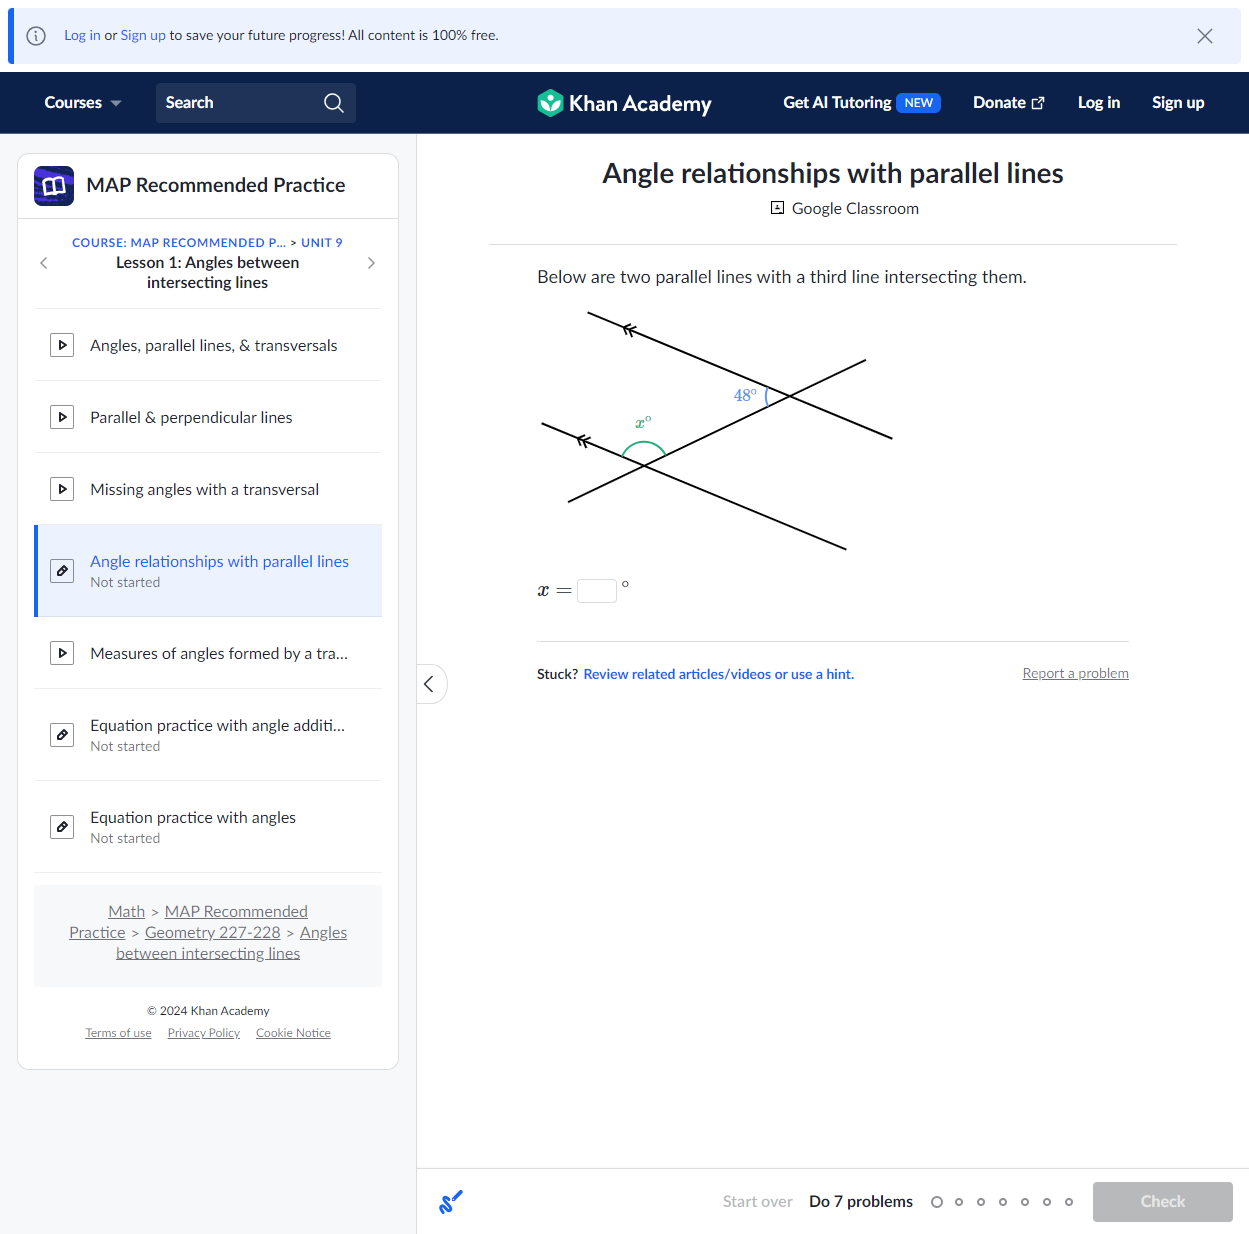 Log in or Sign up to save your future progress! All content is 100% free.
Courses
Search
Khan Academy
Get AI Tutoring NEW
Donate
Log in
Sign up
MAP Recommended Practice
COURSE: MAP RECOMMENDED P... > UNIT 9
Lesson 1: Angles between
intersecting lines
Angles, parallel lines, & transversals
Parallel & perpendicular lines
Missing angles with a transversal
Angle relationships with parallel lines
Not started
Measures of angles formed by a tra...
Equation practice with angle additi...
Not started
Equation practice with angles
Not started
Math > MAP Recommended
Practice > Geometry 227-228 > Angles
between intersecting lines
© 2024 Khan Academy
Terms of use Privacy Policy Cookie Notice
Angle relationships with parallel lines
Google Classroom
Below are two parallel lines with a third line intersecting them.
48°
x°
x = °
Stuck? Review related articles/videos or use a hint.
Report a problem
Start over
Do 7 problems
Check